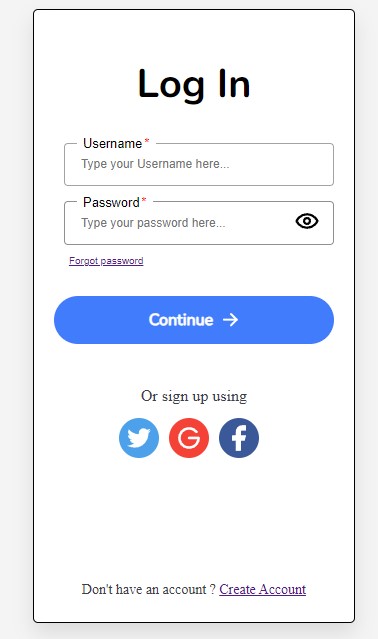 Log In
Username*
Type your Username here...
Password*
Type your password here...
Forgot password
Continue →
Or sign up using
Don't have an account ? Create Account